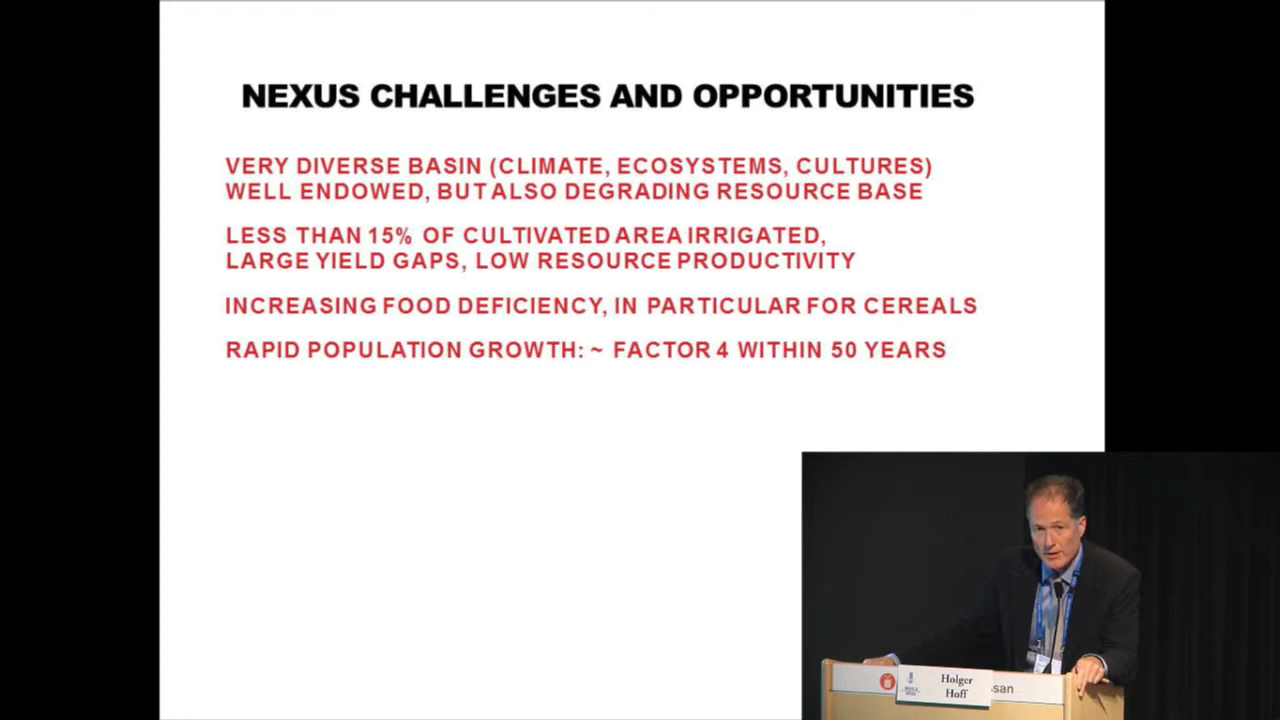 NEXUS CHALLENGES AND OPPORTUNITIES
VERY DIVERSE BASIN (CLIMATE, ECOSYSTEMS, CULTURES)
WELL ENDOWED, BUT ALSO DEGRADING RESOURCE BASE
LESS THAN 15% OF CULTIVATED AREA IRRIGATED,
LARGE YIELD GAPS, LOW RESOURCE PRODUCTIVITY
INCREASING FOOD DEFICIENCY, IN PARTICULAR FOR CEREALS
RAPID POPULATION GROWTH: ~ FACTOR 4 WITHIN 50 YEARS
Holger
Hoff